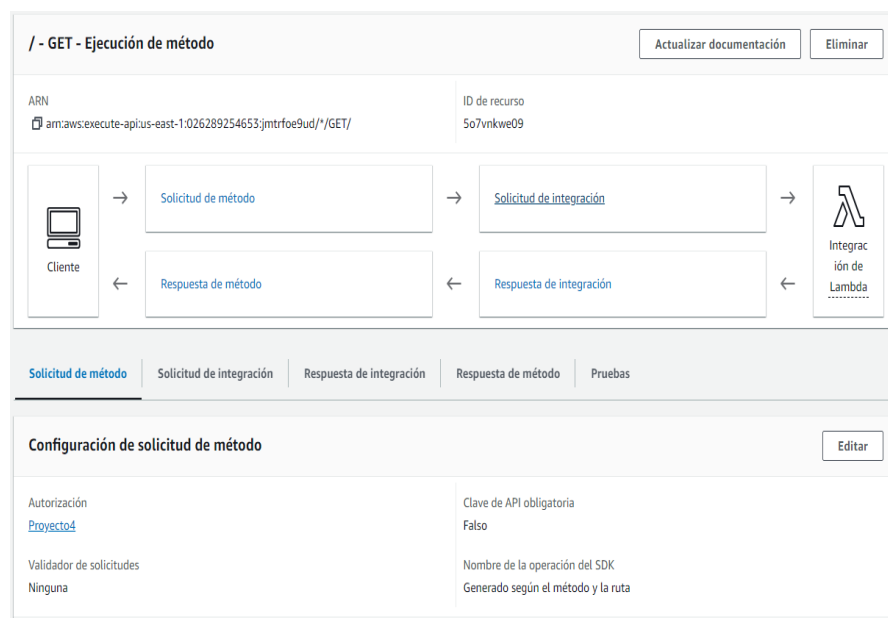 / - GET - Ejecución de método
Actualizar documentación
Eliminar
ARN
arn:aws:execute-api:us-east-1:026289254653:jmtrfoe9ud/*/GET/
ID de recurso
5o7vnkwe09
Cliente
Solicitud de método
Solicitud de integración
Respuesta de método
Respuesta de integración
Integrac
ión de
Lambda
Solicitud de método
Solicitud de integración
Respuesta de integración
Respuesta de método
Pruebas
Configuración de solicitud de método
Editar
Autorización
Proyecto4
Clave de API obligatoria
Falso
Validador de solicitudes
Ninguna
Nombre de la operación del SDK
Generado según el método y la ruta